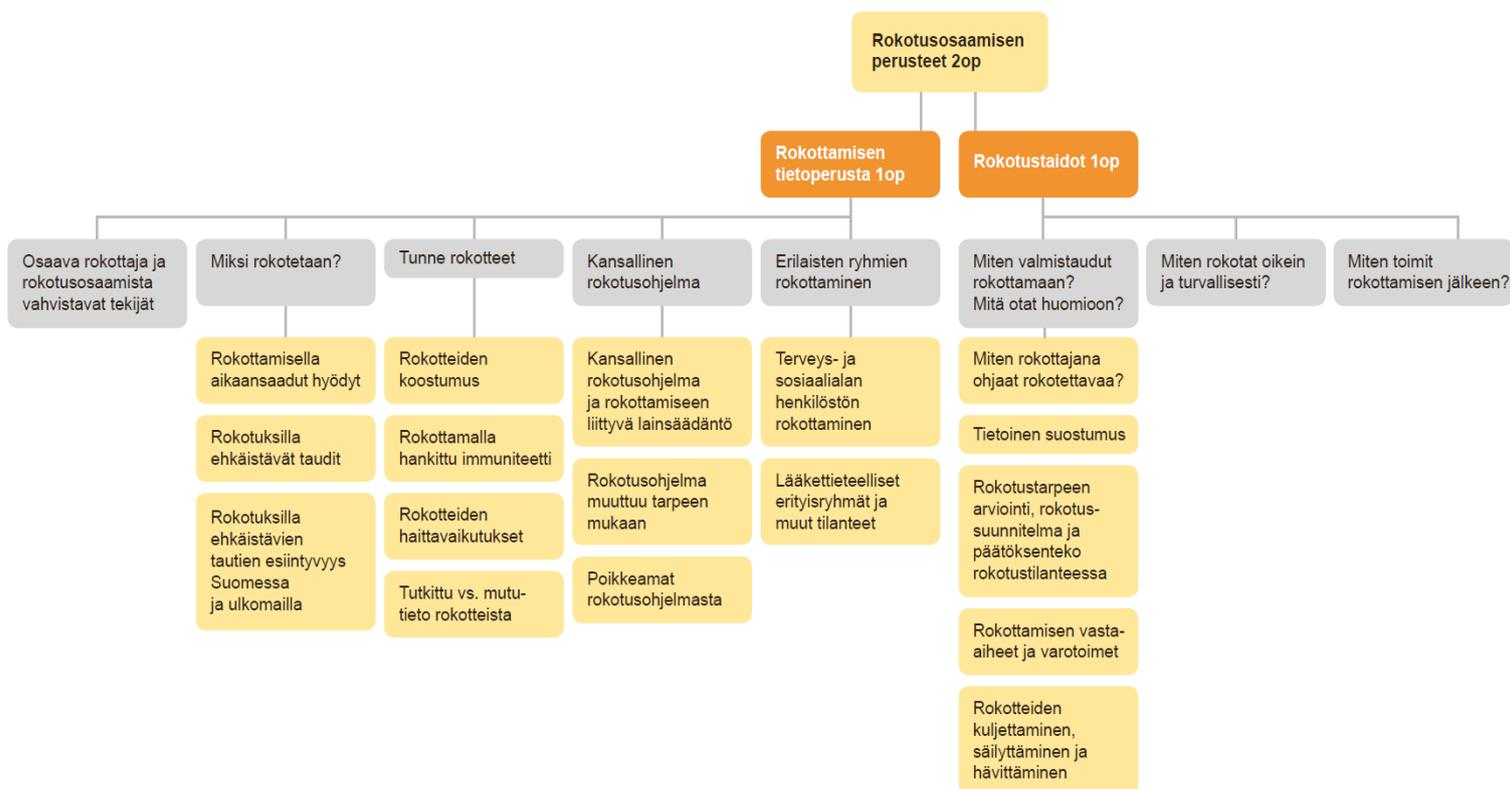 Rokotusosaamisen
perusteet 2op
Rokottamisen
tietoperusta 1op
Rokotustaidot 1op
Osaava rokottaja ja
rokotusosaamista
vahvistavat tekijät
Miksi rokotetaan?
Rokottamisella
aikaansaadut hyödyt
Rokotuksilla
ehkäistävät taudit
Rokotuksilla
ehkäistävien
tautien esiintyvyys
Suomessa
ja ulkomailla
Tunne rokotteet
Rokotteiden
koostumus
Rokottamalla
hankittu immuniteetti
Rokotteiden
haittavaikutukset
Tutkittu vs. mutu-
tieto rokotteista
Kansallinen
rokotusohjelma
Kansallinen
rokotusohjelma
ja rokottamiseen
liittyvä lainsäädäntö
Rokotusohjelma
muuttuu tarpeen
mukaan
Poikkeamat
rokotusohjelmasta
Erilaisten ryhmien
rokottaminen
Terveys- ja
sosiaalialan
henkilöstön
rokottaminen
Lääkettieteelliset
erityisryhmät ja
muut tilanteet
Miten valmistaudut
rokottamaan?
Mitä otat huomioon?
Miten rokottajana
ohjaat rokotettavaa?
Tietoinen suostumus
Rokotustarpeen
arviointi, rokotus-
suunnitelma ja
päätöksenteko
rokotustilanteessa
Rokottamisen vasta-
aiheet ja varotoimet
Rokotteiden
kuljettaminen,
säilyttäminen ja
hävittäminen
Miten rokotat oikein
ja turvallisesti?
Miten toimit
rokottamisen jälkeen?